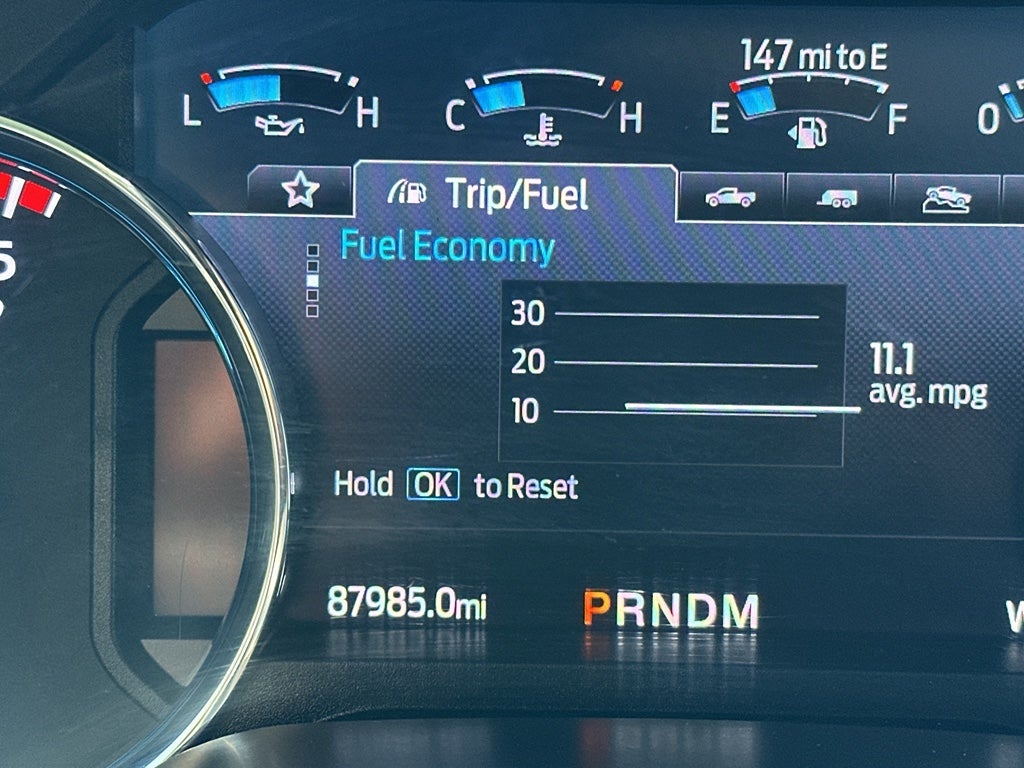 147 mi to E
L H
C H
E F
O
Trip/Fuel
5
Fuel Economy
30
20
10
11.1
avg. mpg
Hold OK to Reset
87985.0mi
PRNDM